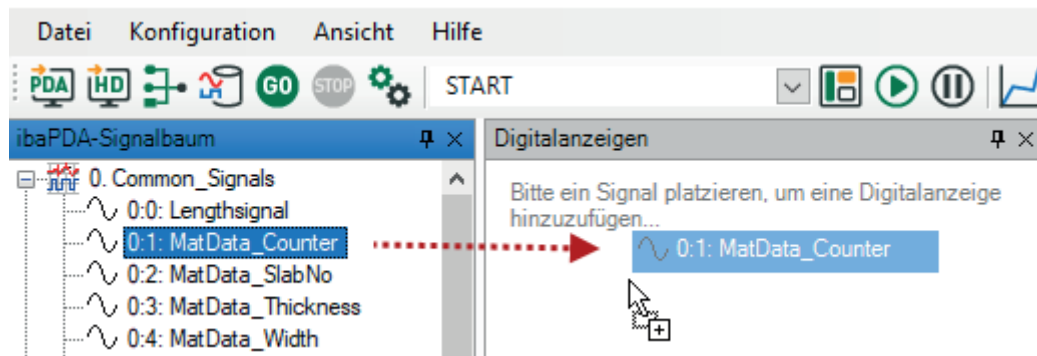 Datei Konfiguration Ansicht Hilfe
PDA HD GO STOP START
ibaPDA-Signalbaum
0. Common_Signals
0:0: Lengthsignal
0:1: MatData_Counter
0:2: MatData_SlabNo
0:3: MatData_Thickness
0:4: MatData_Width
Digitalanzeigen
Bitte ein Signal platzieren, um eine Digitalanzeige
hinzuzufügen...
0:1: MatData_Counter